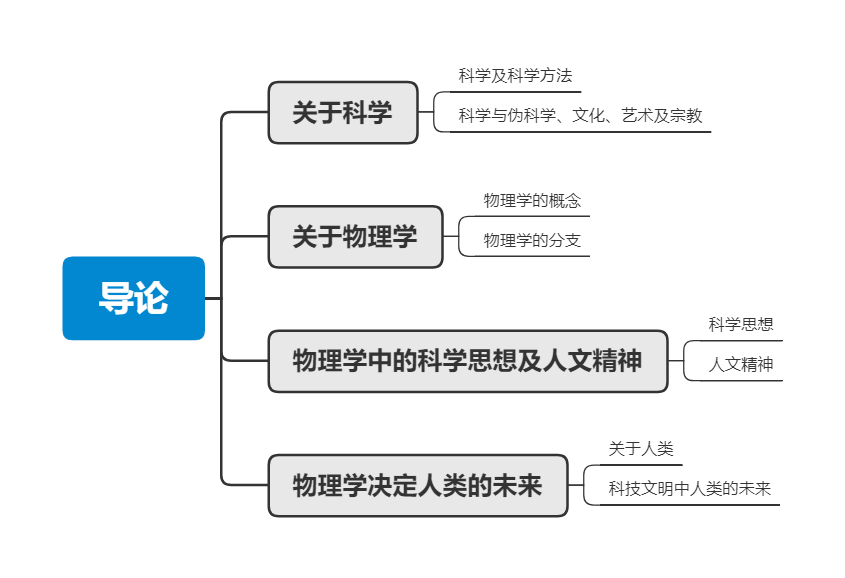 导论
关于科学
科学及科学方法
科学与伪科学、文化、艺术及宗教
关于物理学
物理学的概念
物理学的分支
物理学中的科学思想及人文精神
科学思想
人文精神
物理学决定人类的未来
关于人类
科技文明中人类的未来